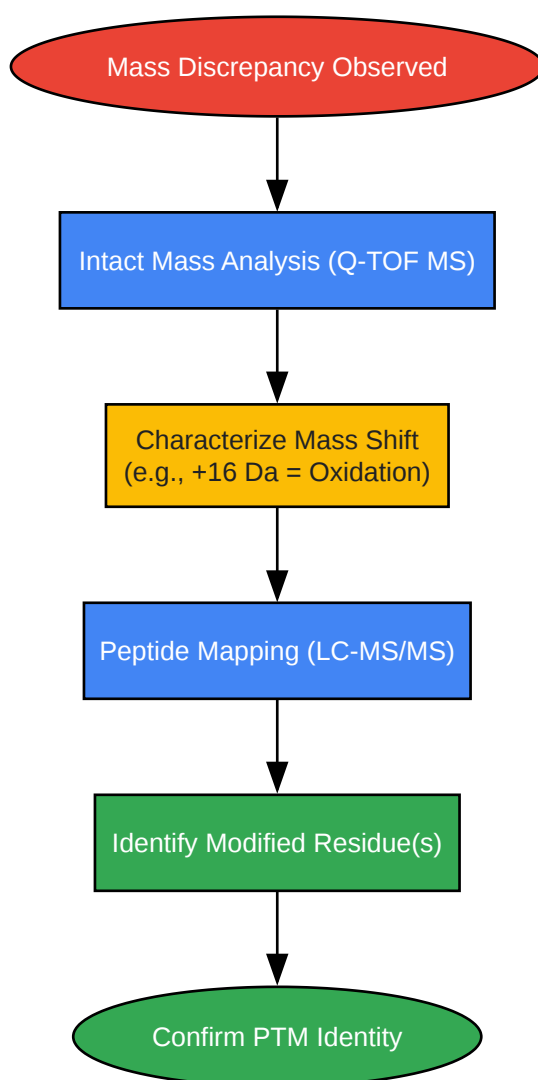 Mass Discrepancy Observed
Intact Mass Analysis (Q-TOF MS)
Characterize Mass Shift
(e.g., +16 Da = Oxidation)
Peptide Mapping (LC-MS/MS)
Identify Modified Residue(s)
Confirm PTM Identity